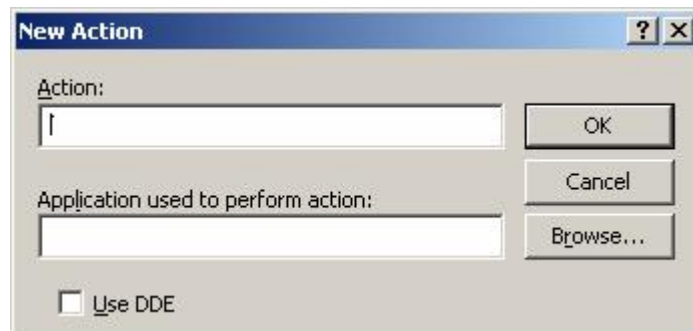 New Action
Action:
OK
Cancel
Application used to perform action:
Browse...
Use DDE